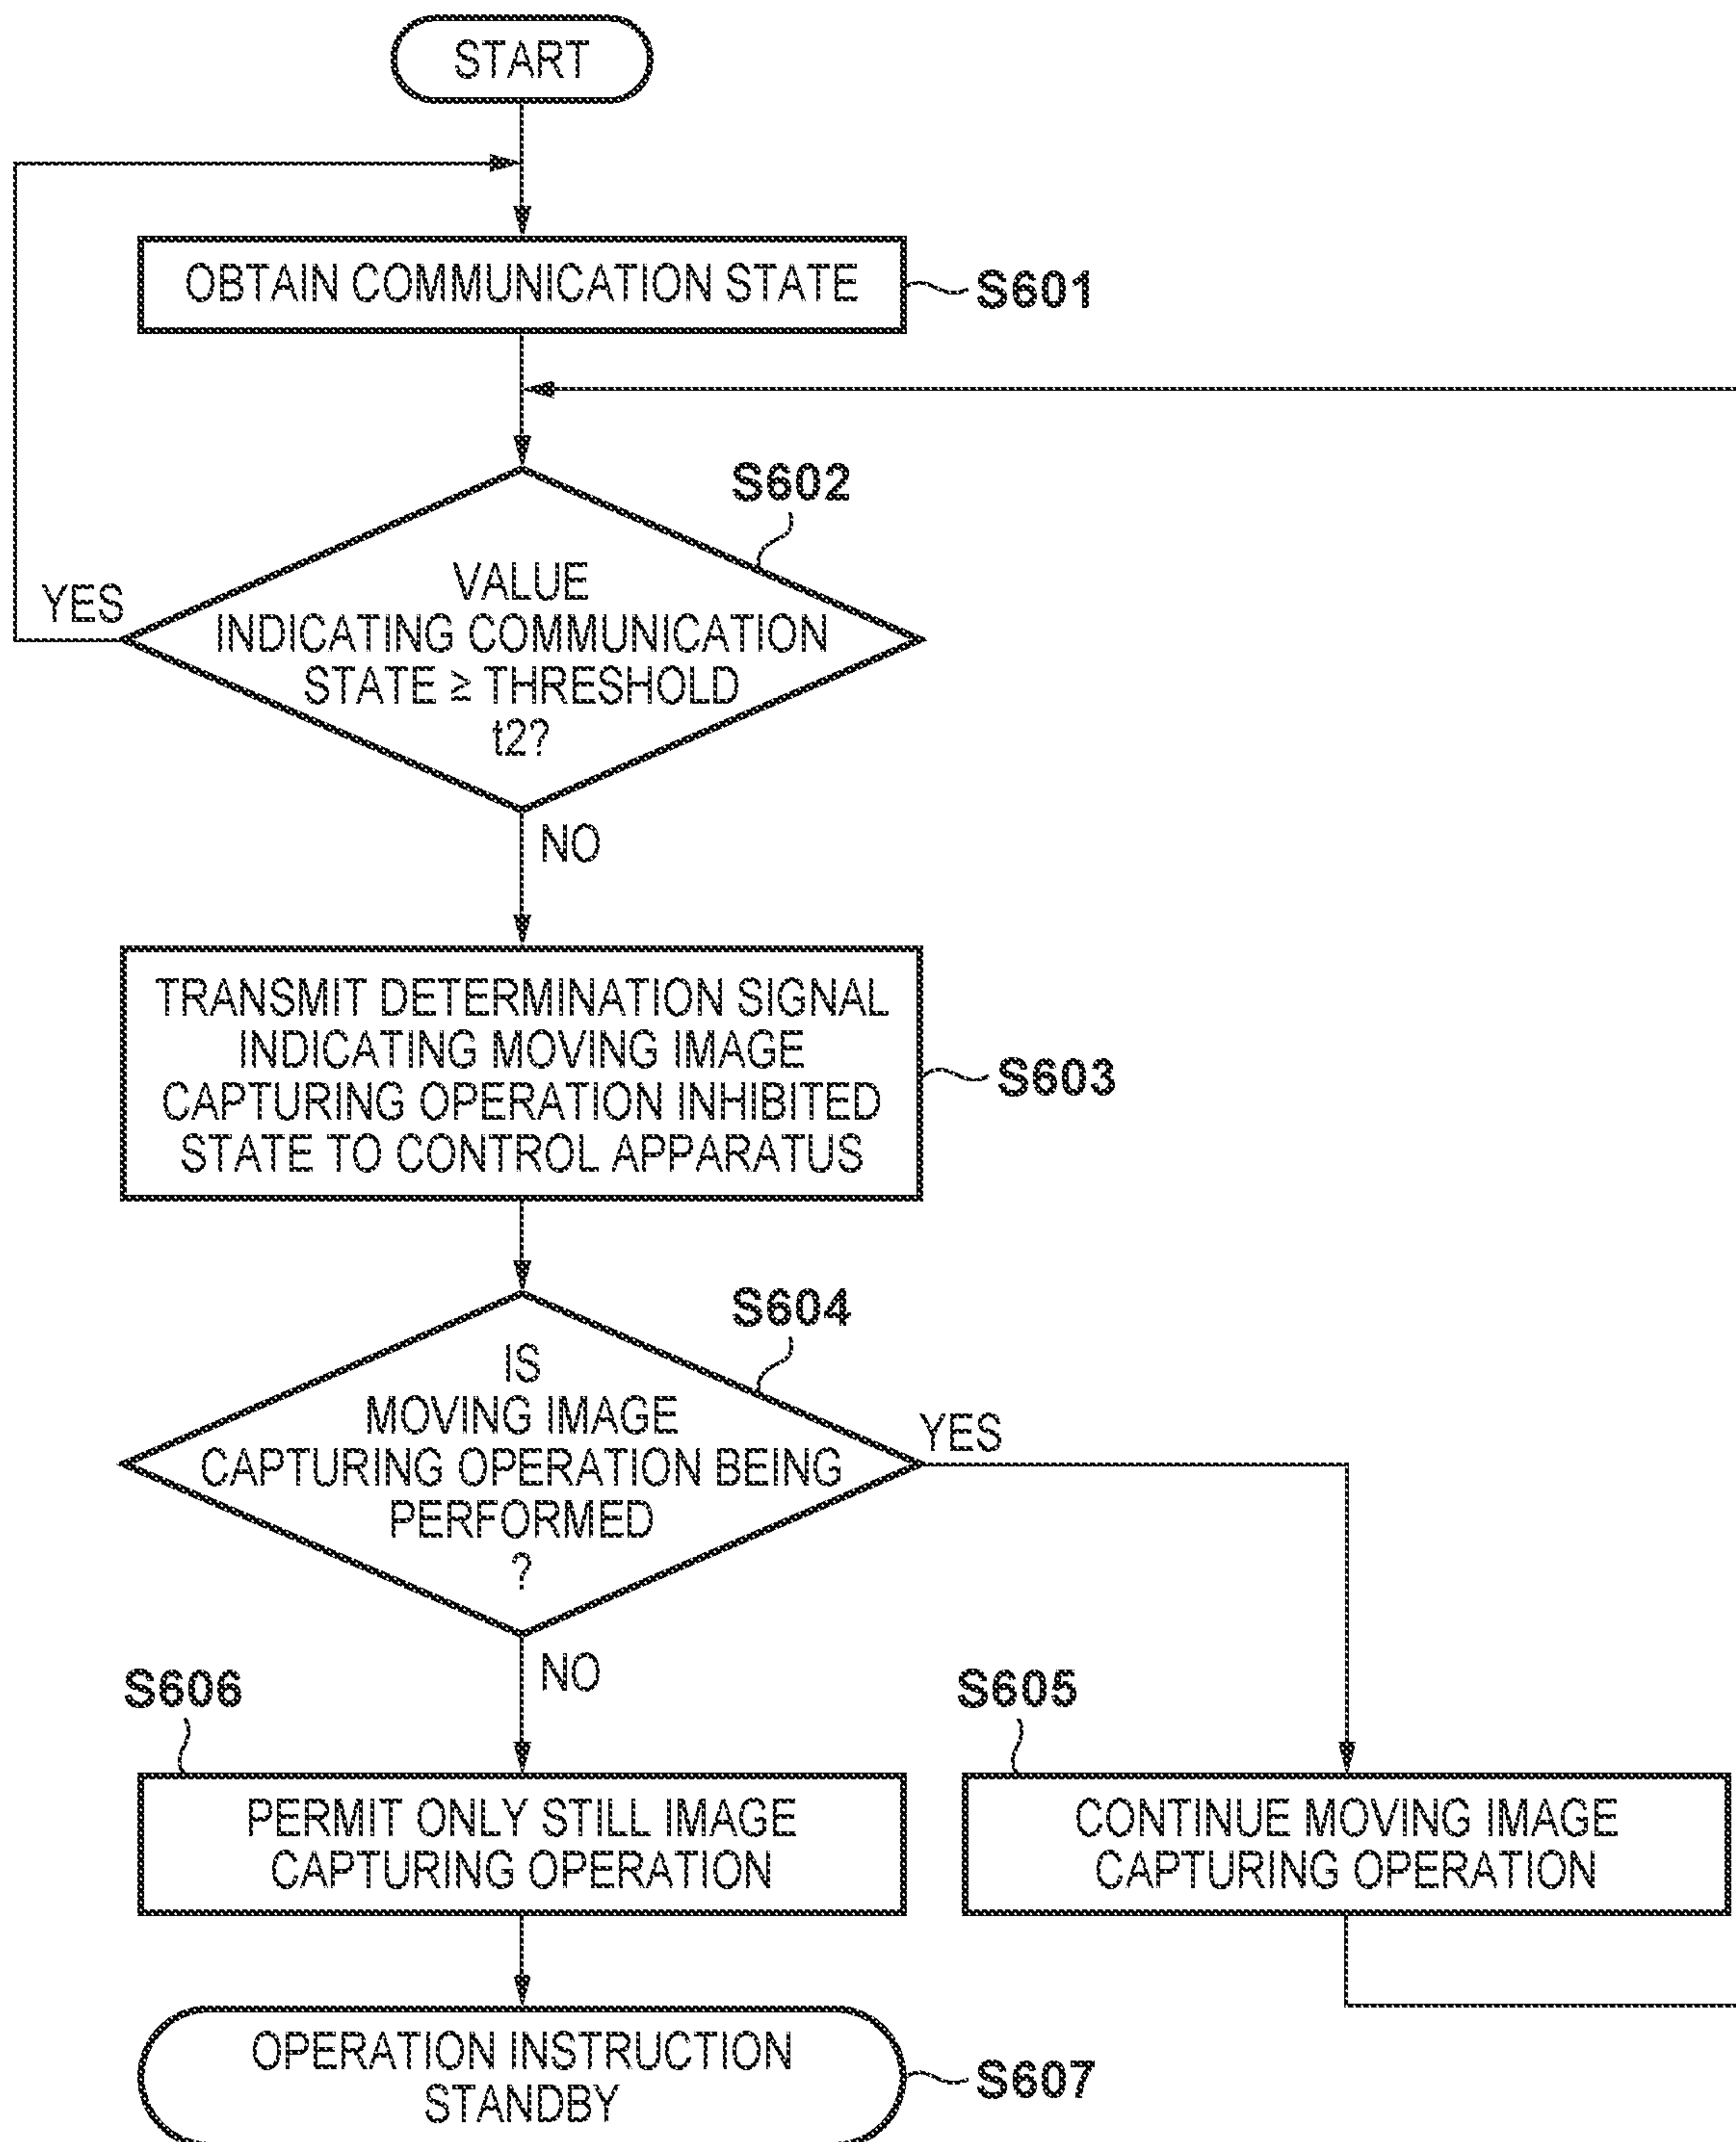 START
OBTAIN COMMUNICATION STATE
S601
S602
VALUE
INDICATING COMMUNICATION
STATE ≧ THRESHOLD
t2?
YES
NO
TRANSMIT DETERMINATION SIGNAL
INDICATING MOVING IMAGE
CAPTURING OPERATION INHIBITED
STATE TO CONTROL APPARATUS
S603
S604
IS
MOVING IMAGE
CAPTURING OPERATION BEING
PERFORMED
?
YES
NO
S606
PERMIT ONLY STILL IMAGE
CAPTURING OPERATION
S605
CONTINUE MOVING IMAGE
CAPTURING OPERATION
OPERATION INSTRUCTION
STANDBY
S607